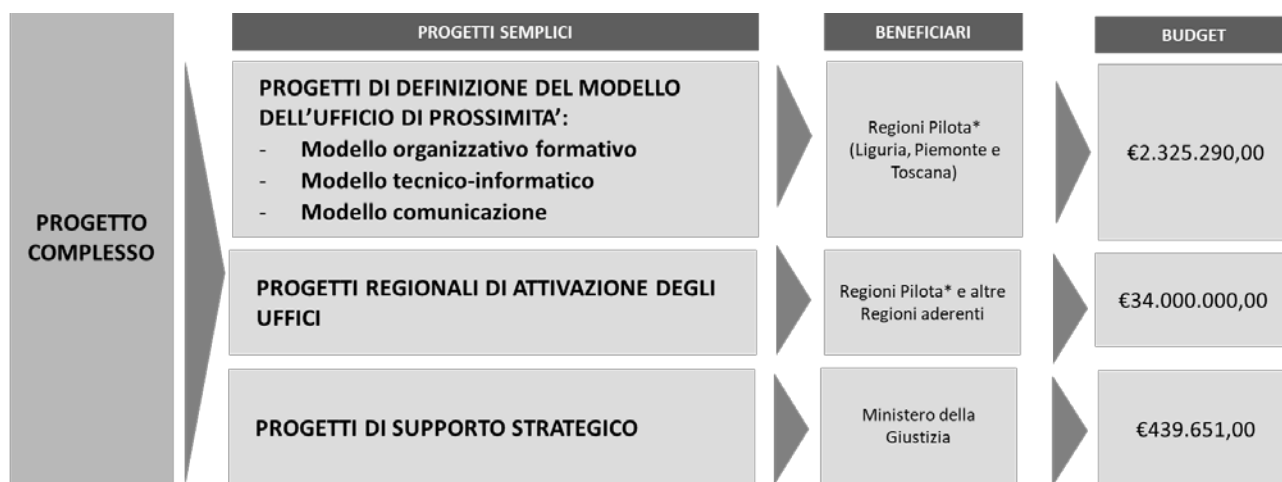 PROGETTI SEMPLICI
BENEFICIARI
BUDGET
PROGETTO
COMPLESSO
PROGETTI DI DEFINIZIONE DEL MODELLO
DELL'UFFICIO DI PROSSIMITA':
- Modello organizzativo formativo
- Modello tecnico-informatico
- Modello comunicazione
Regioni Pilota*
(Liguria, Piemonte e
Toscana)
€2.325.290,00
PROGETTI REGIONALI DI ATTIVAZIONE DEGLI
UFFICI
Regioni Pilota* e altre
Regioni aderenti
€34.000.000,00
PROGETTI DI SUPPORTO STRATEGICO
Ministero della
Giustizia
€439.651,00